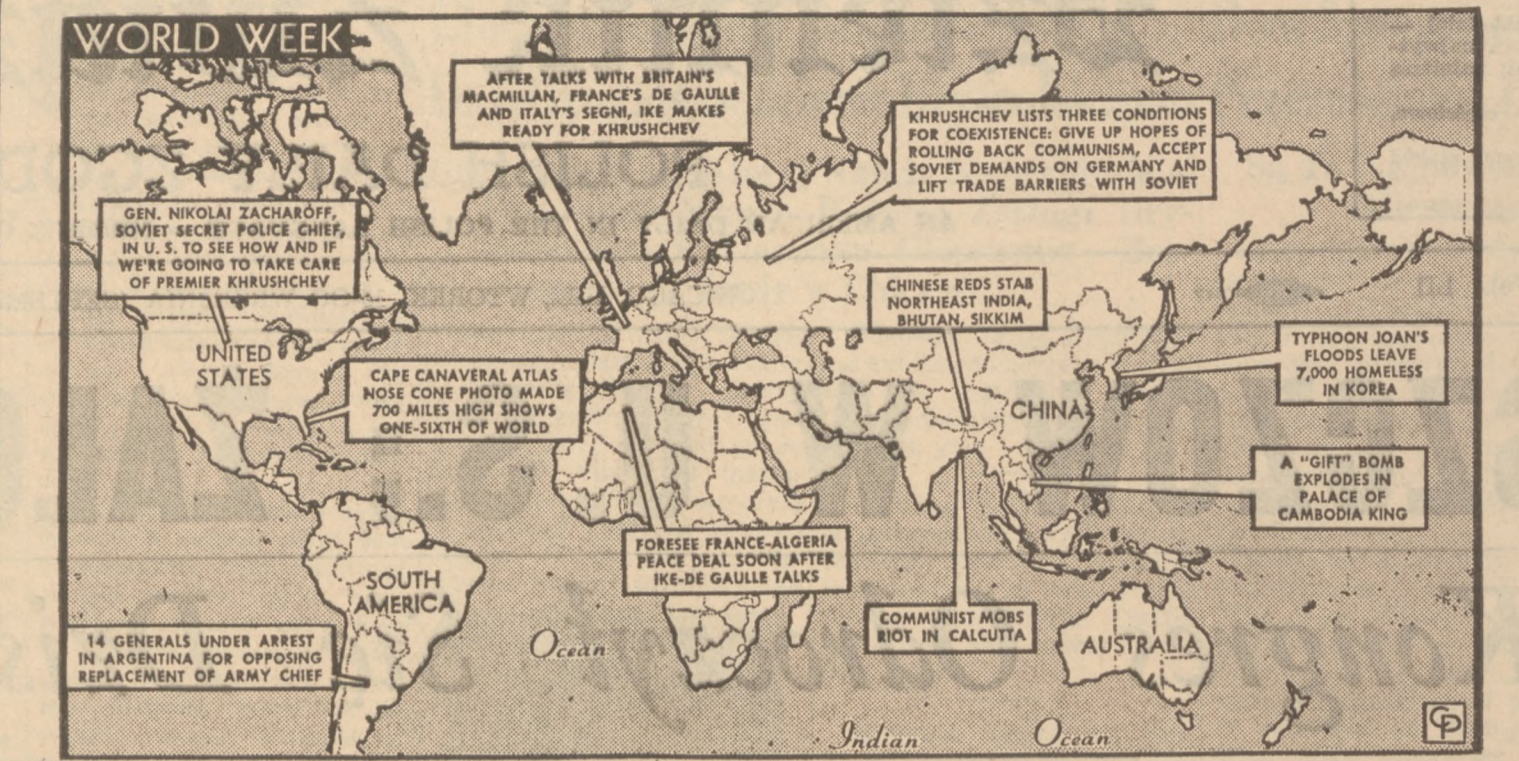 WORLD WEEK
AFTER TALKS WITH BRITAIN'S
MACMILLAN, FRANCE'S DE GAULLE
AND ITALY'S SEGNI, IKE MAKES
READY FOR KHRUSHCHEV
KHRUSHCHEV LISTS THREE CONDITIONS
FOR COEXISTENCE: GIVE UP HOPES OF
ROLLING BACK COMMUNISM, ACCEPT
SOVIET DEMANDS ON GERMANY AND
LIFT TRADE BARRIERS WITH SOVIET
GEN. NIKOLAI ZACHAROFF,
SOVIET SECRET POLICE CHIEF,
IN U. S. TO SEE HOW AND IF
WE'RE GOING TO TAKE CARE
OF PREMIER KHRUSHCHEV
CHINESE REDS STAB
NORTHEAST INDIA,
BHUTAN, SIKKIM
TYPHOON JOAN'S
FLOODS LEAVE
7,000 HOMELESS
IN KOREA
UNITED
STATES
CAPE CANAVERAL ATLAS
NOSE CONE PHOTO MADE
700 MILES HIGH SHOWS
ONE-SIXTH OF WORLD
CHINA
A "GIFT" BOMB
EXPLODES IN
PALACE OF
CAMBODIA KING
FORESEE FRANCE-ALGERIA
PEACE DEAL SOON AFTER
IKE-DE GAULLE TALKS
SOUTH
AMERICA
COMMUNIST MOBS
RIOT IN CALCUTTA
AUSTRALIA
14 GENERALS UNDER ARREST
IN ARGENTINA FOR OPPOSING
REPLACEMENT OF ARMY CHIEF
Ocean
Indian Ocean
CP